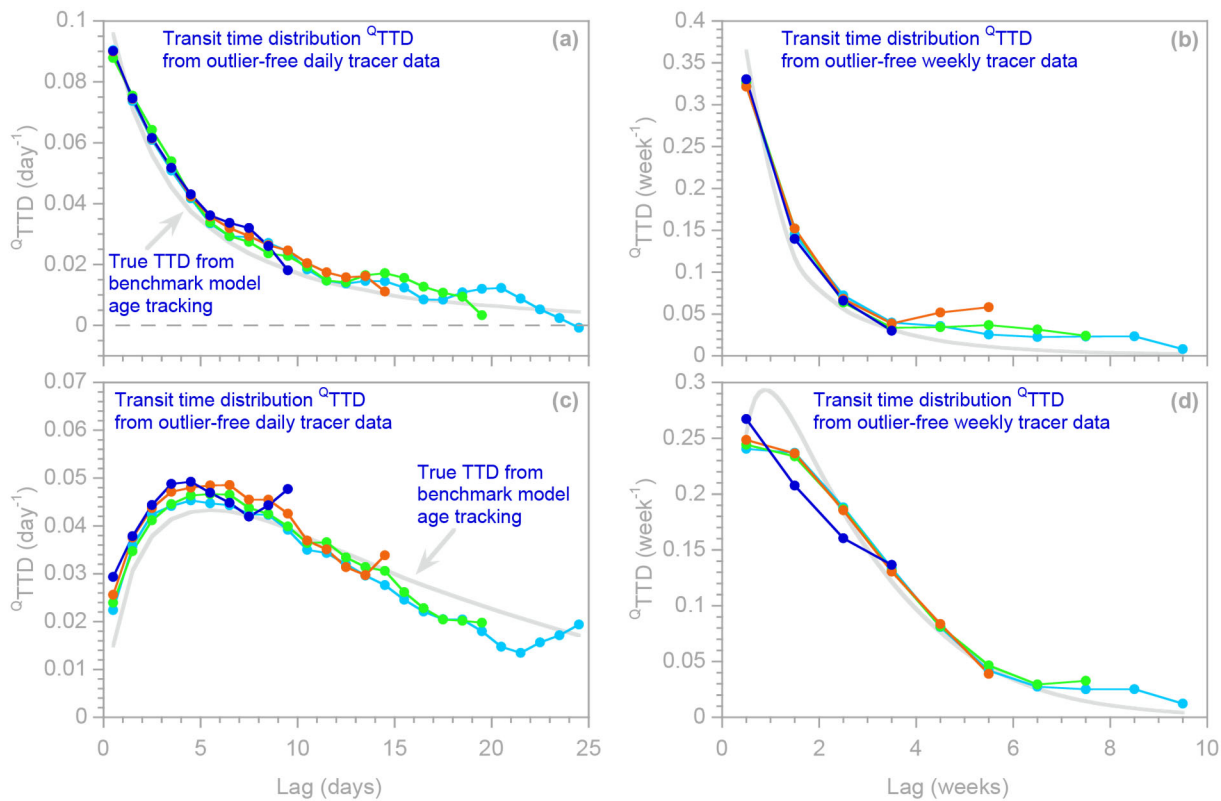 Transit time distribution QTTD
from outlier-free daily tracer data
(a)
0.1
0.08
0.06
0.04
0.02
0
QTTD (day-1)
True TTD from
benchmark model
age tracking
Transit time distribution QTTD
from outlier-free weekly tracer data
(b)
0.4
0.35
0.3
0.25
0.2
0.15
0.1
0.05
0
QTTD (week-1)
Transit time distribution QTTD
from outlier-free daily tracer data
(c)
0.07
0.06
0.05
0.04
0.03
0.02
0.01
0
QTTD (day-1)
True TTD from
benchmark model
age tracking
0 5 10 15 20 25
Lag (days)
Transit time distribution QTTD
from outlier-free weekly tracer data
(d)
0.3
0.25
0.2
0.15
0.1
0.05
0
QTTD (week-1)
0 2 4 6 8 10
Lag (weeks)